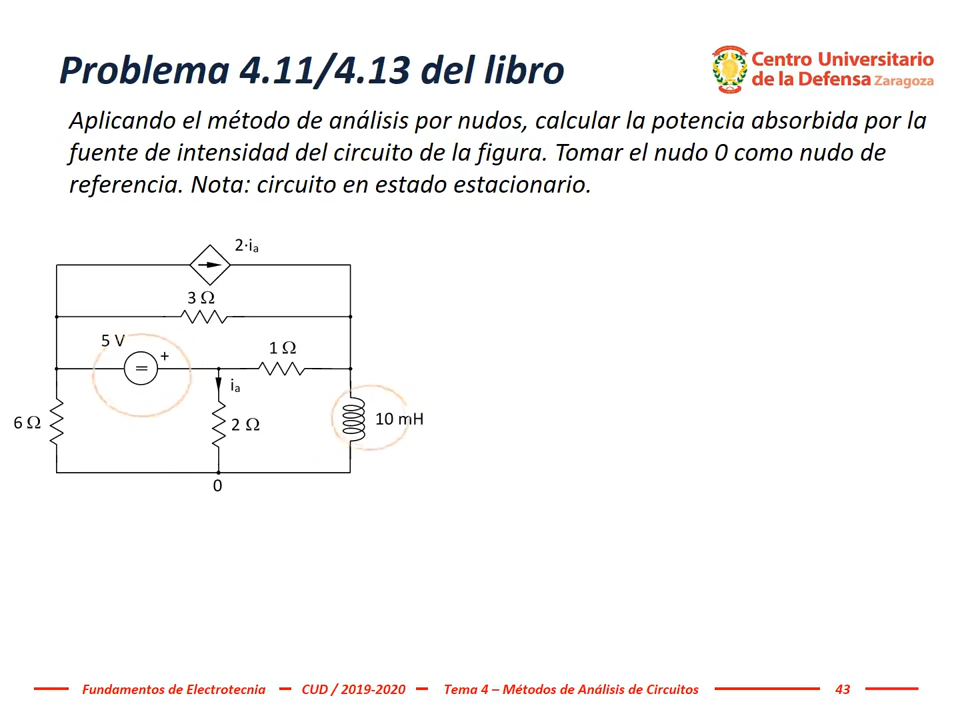 Problema 4.11/4.13 del libro
Centro Universitario
de la Defensa Zaragoza
Aplicando el método de análisis por nudos, calcular la potencia absorbida por la
fuente de intensidad del circuito de la figura. Tomar el nudo 0 como nudo de
referencia. Nota: circuito en estado estacionario.
2·iₐ
3 Ω
5 V
+
1 Ω
=
iₐ
6 Ω
2 Ω
10 mH
0
Fundamentos de Electrotecnia – CUD / 2019-2020 – Tema 4 – Métodos de Análisis de Circuitos 43